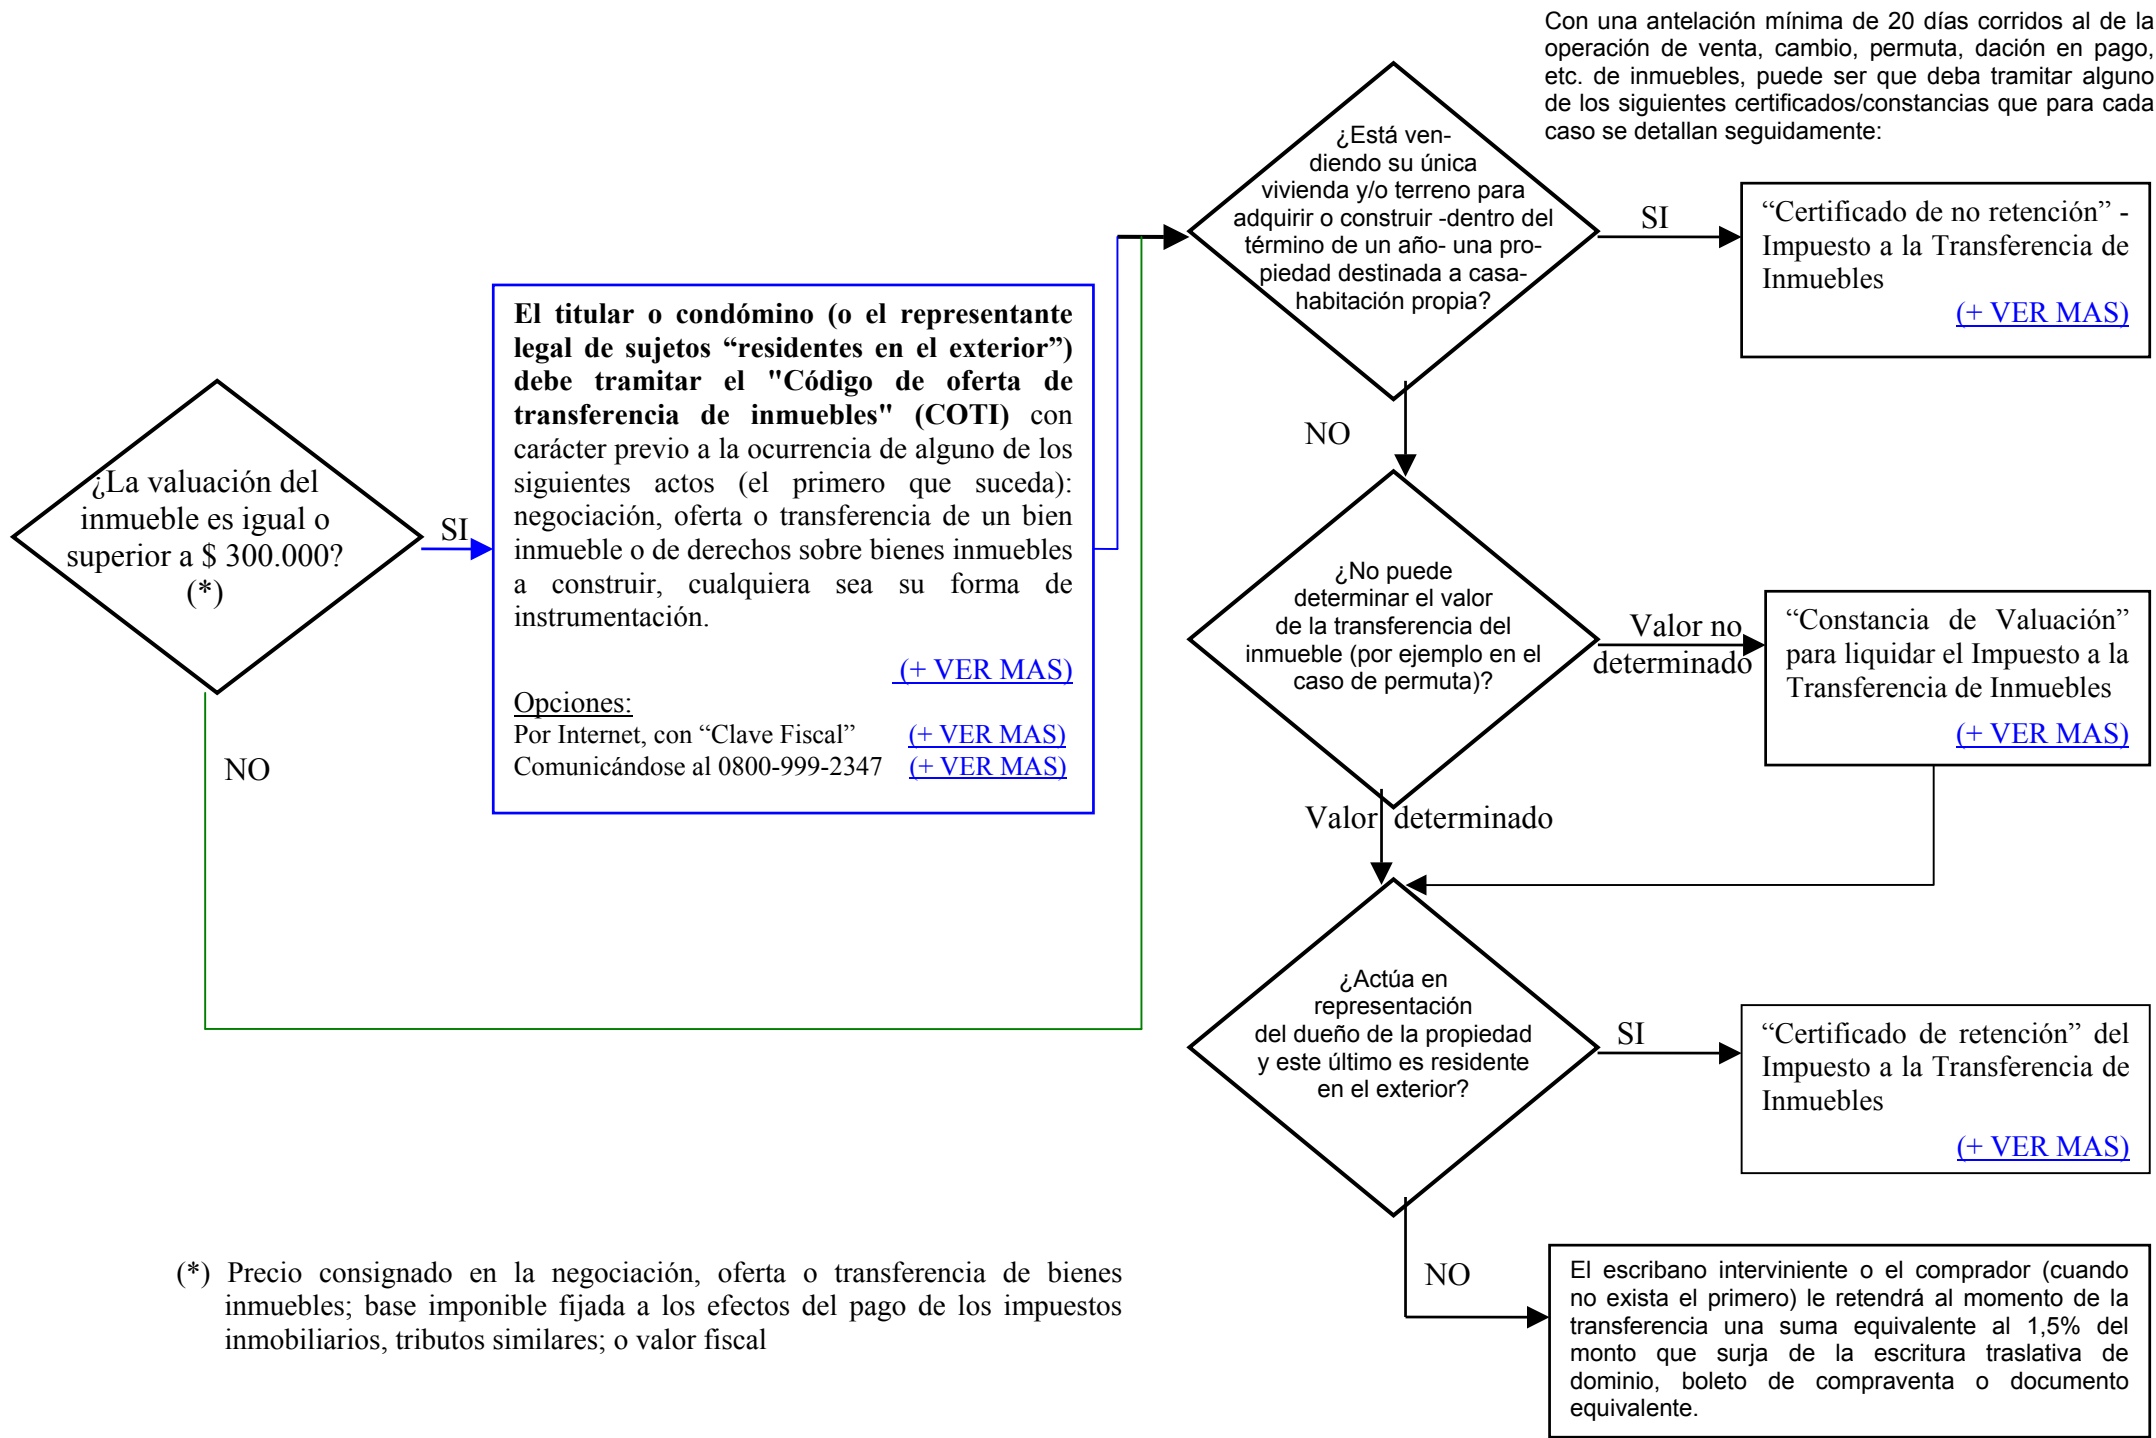 Con una antelación mínima de 20 días corridos al de la
operación de venta, cambio, permuta, dación en pago,
etc. de inmuebles, puede ser que deba tramitar alguno
de los siguientes certificados/constancias que para cada
caso se detallan seguidamente:
¿La valuación del
inmueble es igual o
superior a $ 300.000?
(*)
SI
NO
El titular o condómino (o el representante
legal de sujetos “residentes en el exterior”)
debe tramitar el "Código de oferta de
transferencia de inmuebles" (COTI) con
carácter previo a la ocurrencia de alguno de los
siguientes actos (el primero que suceda):
negociación, oferta o transferencia de un bien
inmueble o de derechos sobre bienes inmuebles
a construir, cualquiera sea su forma de
instrumentación.
(+ VER MAS)
Opciones:
Por Internet, con “Clave Fiscal” (+ VER MAS)
Comunicándose al 0800-999-2347 (+ VER MAS)
¿Está ven-
diendo su única
vivienda y/o terreno para
adquirir o construir -dentro del
término de un año- una pro-
piedad destinada a casa-
habitación propia?
SI
“Certificado de no retención” -
Impuesto a la Transferencia de
Inmuebles
(+ VER MAS)
NO
¿No puede
determinar el valor
de la transferencia del
inmueble (por ejemplo en el
caso de permuta)?
Valor no
determinado
“Constancia de Valuación”
para liquidar el Impuesto a la
Transferencia de Inmuebles
(+ VER MAS)
Valor determinado
¿Actúa en
representación
del dueño de la propiedad
y este último es residente
en el exterior?
SI
“Certificado de retención” del
Impuesto a la Transferencia de
Inmuebles
(+ VER MAS)
NO
El escribano interviniente o el comprador (cuando
no exista el primero) le retendrá al momento de la
transferencia una suma equivalente al 1,5% del
monto que surja de la escritura traslativa de
dominio, boleto de compraventa o documento
equivalente.
(*) Precio consignado en la negociación, oferta o transferencia de bienes
inmuebles; base imponible fijada a los efectos del pago de los impuestos
inmobiliarios, tributos similares; o valor fiscal